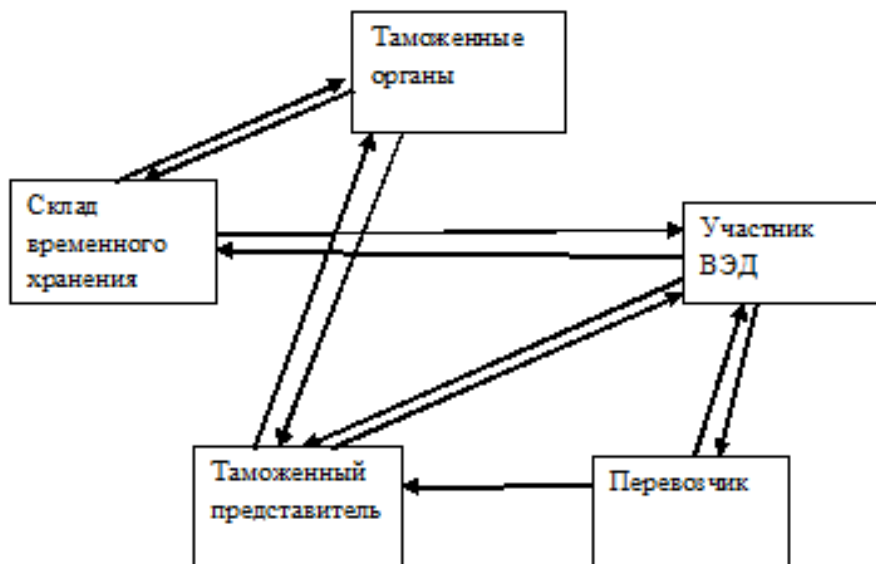 Таможенные
органы
Склад
временного
хранения
Участник
ВЭД
Таможенный
представитель
Перевозчик